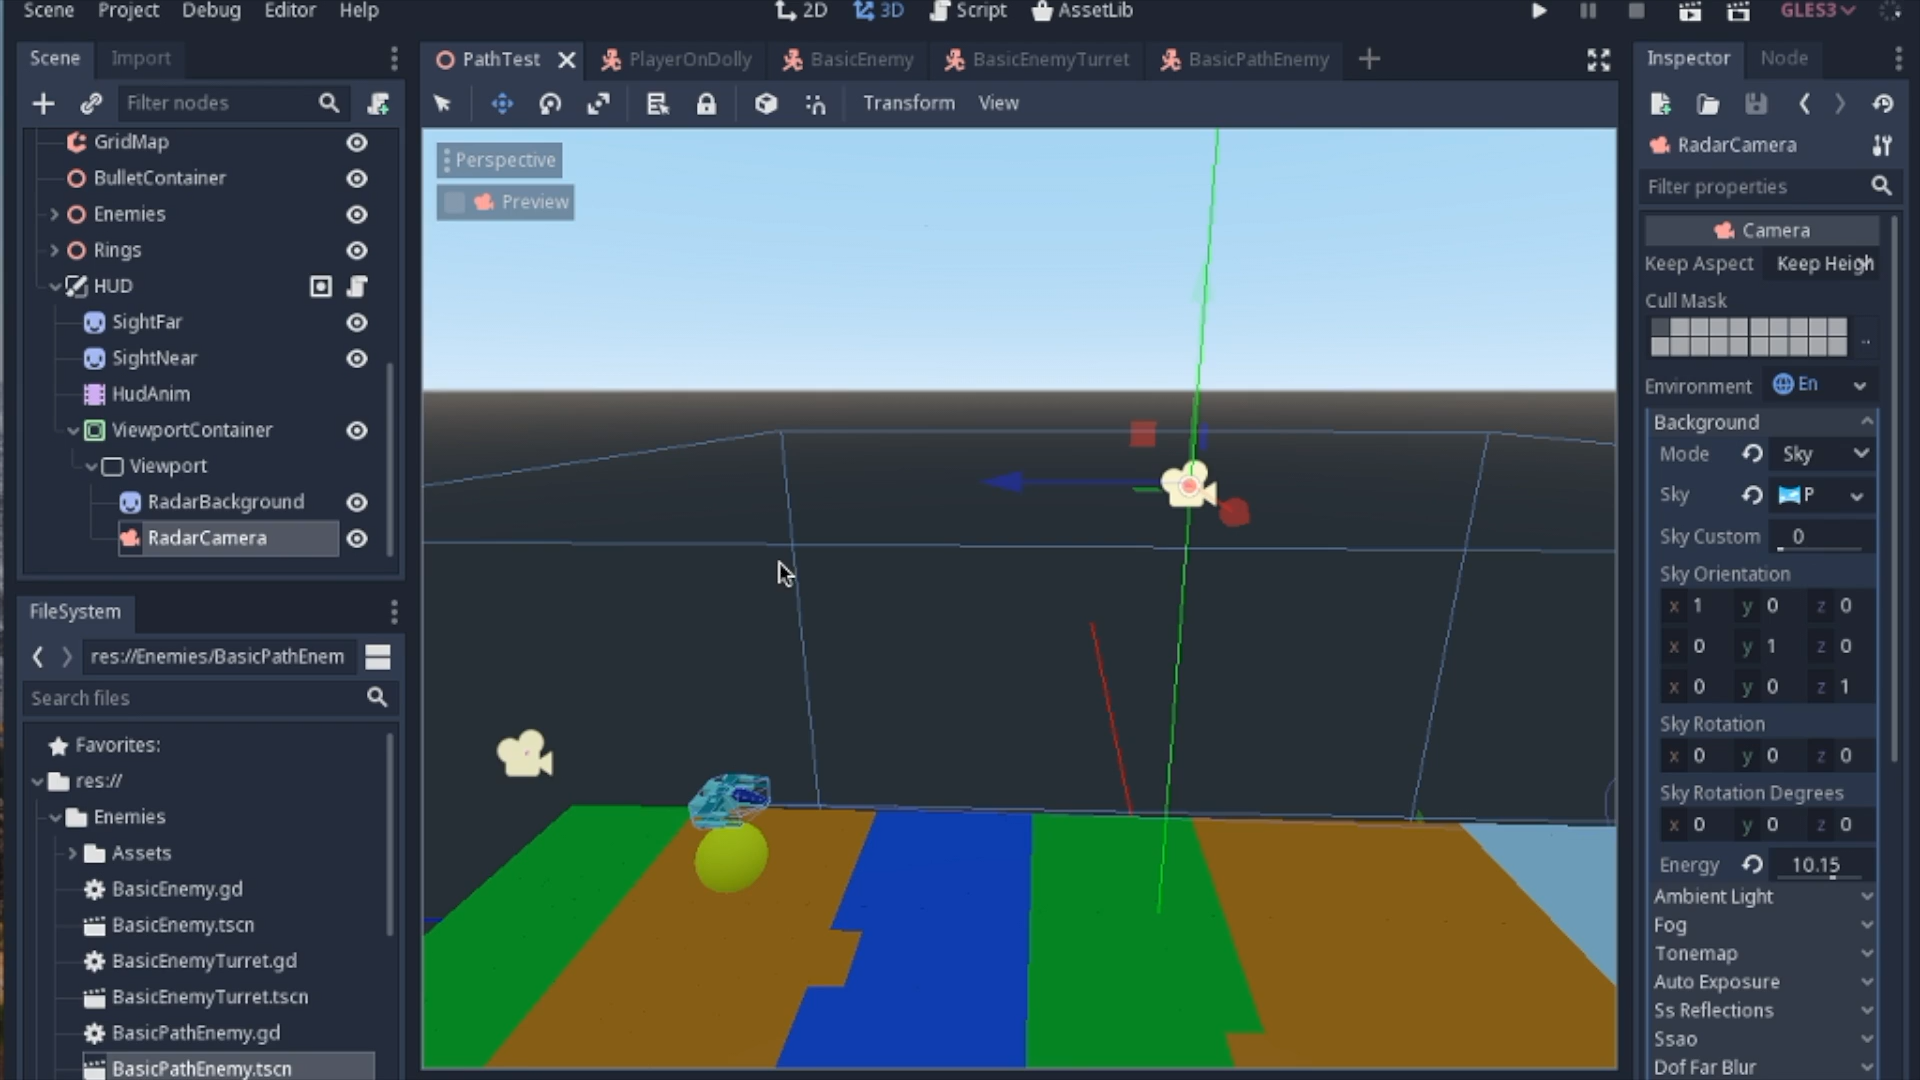 Scene Project Debug Editor Help
2D 3D Script AssetLib
GLES3
Scene Import
Filter nodes
GridMap
BulletContainer
Enemies
Rings
HUD
SightFar
SightNear
HudAnim
ViewportContainer
Viewport
RadarBackground
RadarCamera
FileSystem
res://Enemies/BasicPathEnem
Search files
Favorites:
res://
Enemies
Assets
BasicEnemy.gd
BasicEnemy.tscn
BasicEnemyTurret.gd
BasicEnemyTurret.tscn
BasicPathEnemy.gd
BasicPathEnemy.tscn
PathTest PlayerOnDolly BasicEnemy BasicEnemyTurret BasicPathEnemy
Transform View
Perspective
Preview
Inspector Node
RadarCamera
Filter properties
Camera
Keep Aspect Keep Heigh
Cull Mask
..
Environment En
Background
Mode Sky
Sky P
Sky Custom 0
Sky Orientation
x 1 y 0 z 0
x 0 y 1 z 0
x 0 y 0 z 1
Sky Rotation
x 0 y 0 z 0
Sky Rotation Degrees
x 0 y 0 z 0
Energy 10.15
Ambient Light
Fog
Tonemap
Auto Exposure
Ss Reflections
Ssao
Dof Far Blur